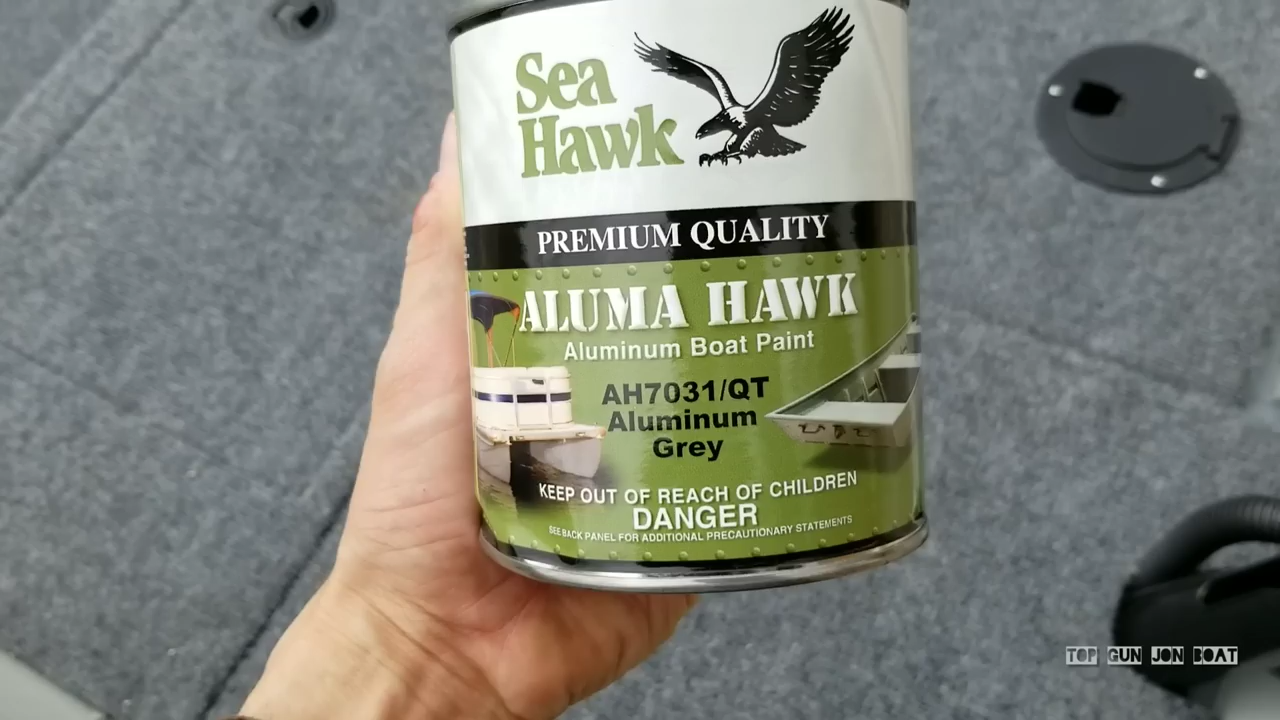 Sea
Hawk
PREMIUM QUALITY
ALUMA HAWK
Aluminum Boat Paint
AH7031/QT
Aluminum
Grey
KEEP OUT OF REACH OF CHILDREN
DANGER
SEE BACK PANEL FOR ADDITIONAL PRECAUTIONARY STATEMENTS
TOP GUN JON BOAT